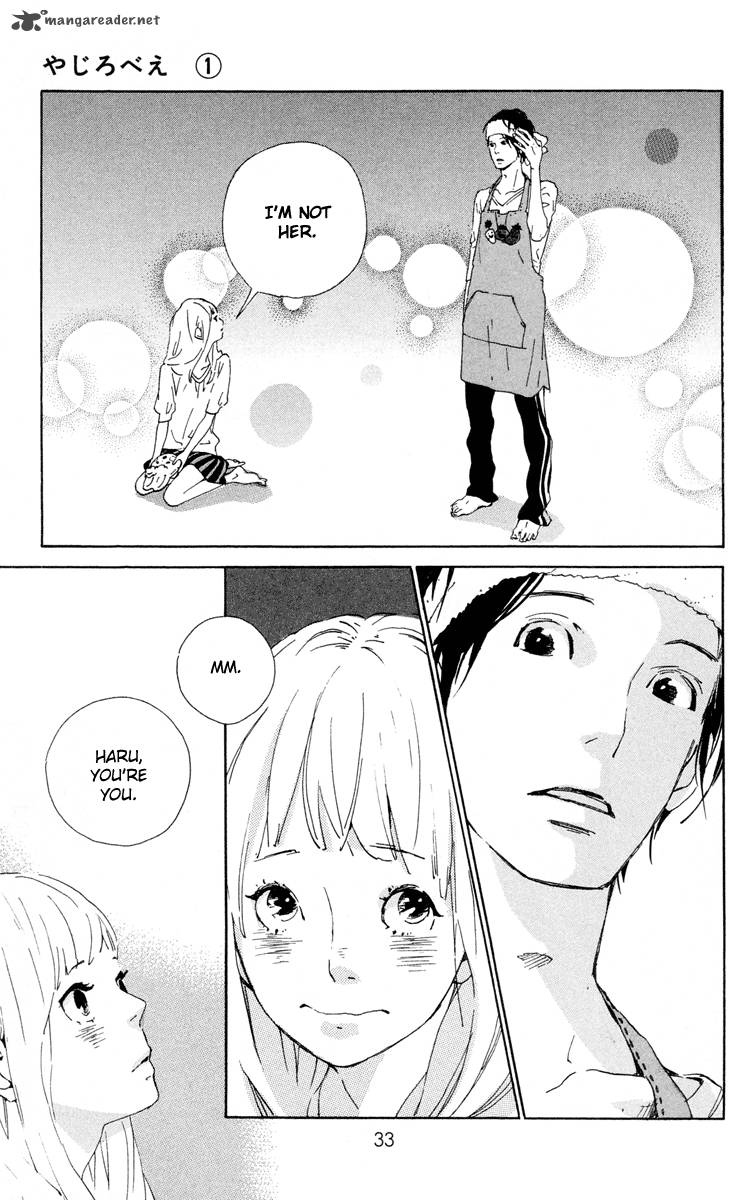 mangareader.net
やじろべえ ①
I'M NOT
HER.
MM.
HARU,
YOU'RE
YOU.
33